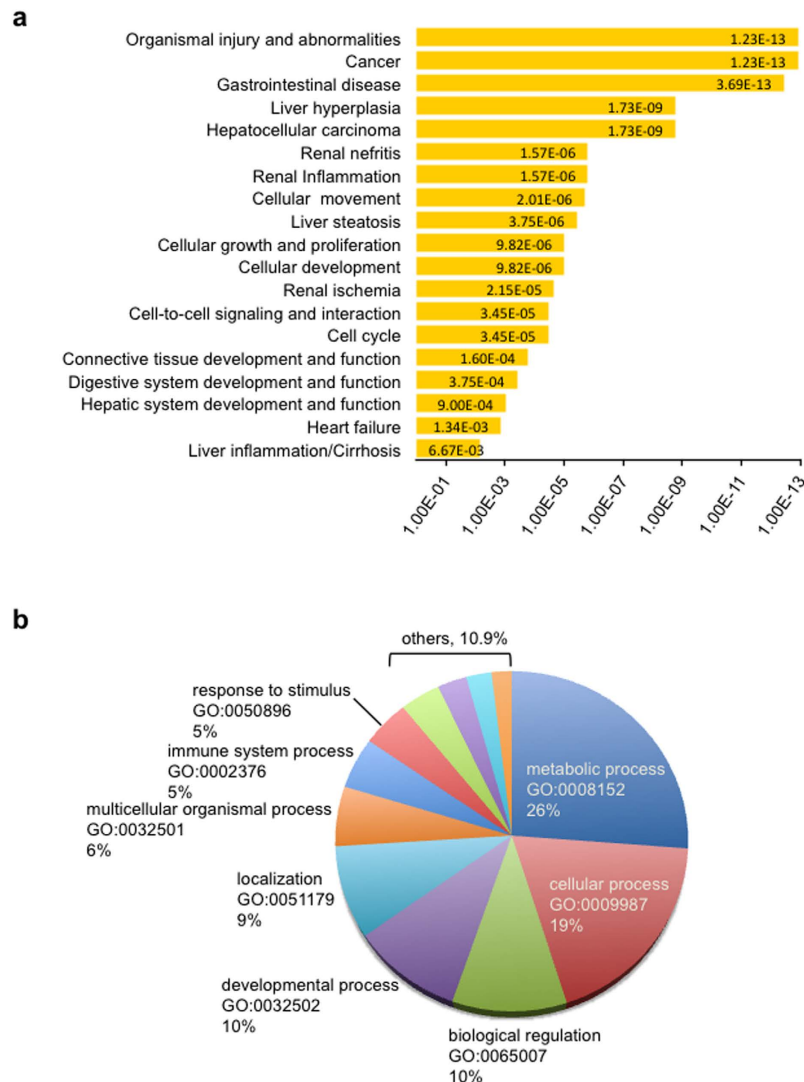 a
Organismal injury and abnormalities 1.23E-13
Cancer 1.23E-13
Gastrointestinal disease 3.69E-13
Liver hyperplasia 1.73E-09
Hepatocellular carcinoma 1.73E-09
Renal nefritis 1.57E-06
Renal Inflammation 1.57E-06
Cellular movement 2.01E-06
Liver steatosis 3.75E-06
Cellular growth and proliferation 9.82E-06
Cellular development 9.82E-06
Renal ischemia 2.15E-05
Cell-to-cell signaling and interaction 3.45E-05
Cell cycle 3.45E-05
Connective tissue development and function 1.60E-04
Digestive system development and function 3.75E-04
Hepatic system development and function 9.00E-04
Heart failure 1.34E-03
Liver inflammation/Cirrhosis 6.67E-03
1.00E-01 1.00E-03 1.00E-05 1.00E-07 1.00E-09 1.00E-11 1.00E-13
b
others, 10.9%
response to stimulus
GO:0050896
5%
immune system process
GO:0002376
5%
multicellular organismal process
GO:0032501
6%
localization
GO:0051179
9%
developmental process
GO:0032502
10%
biological regulation
GO:0065007
10%
metabolic process
GO:0008152
26%
cellular process
GO:0009987
19%